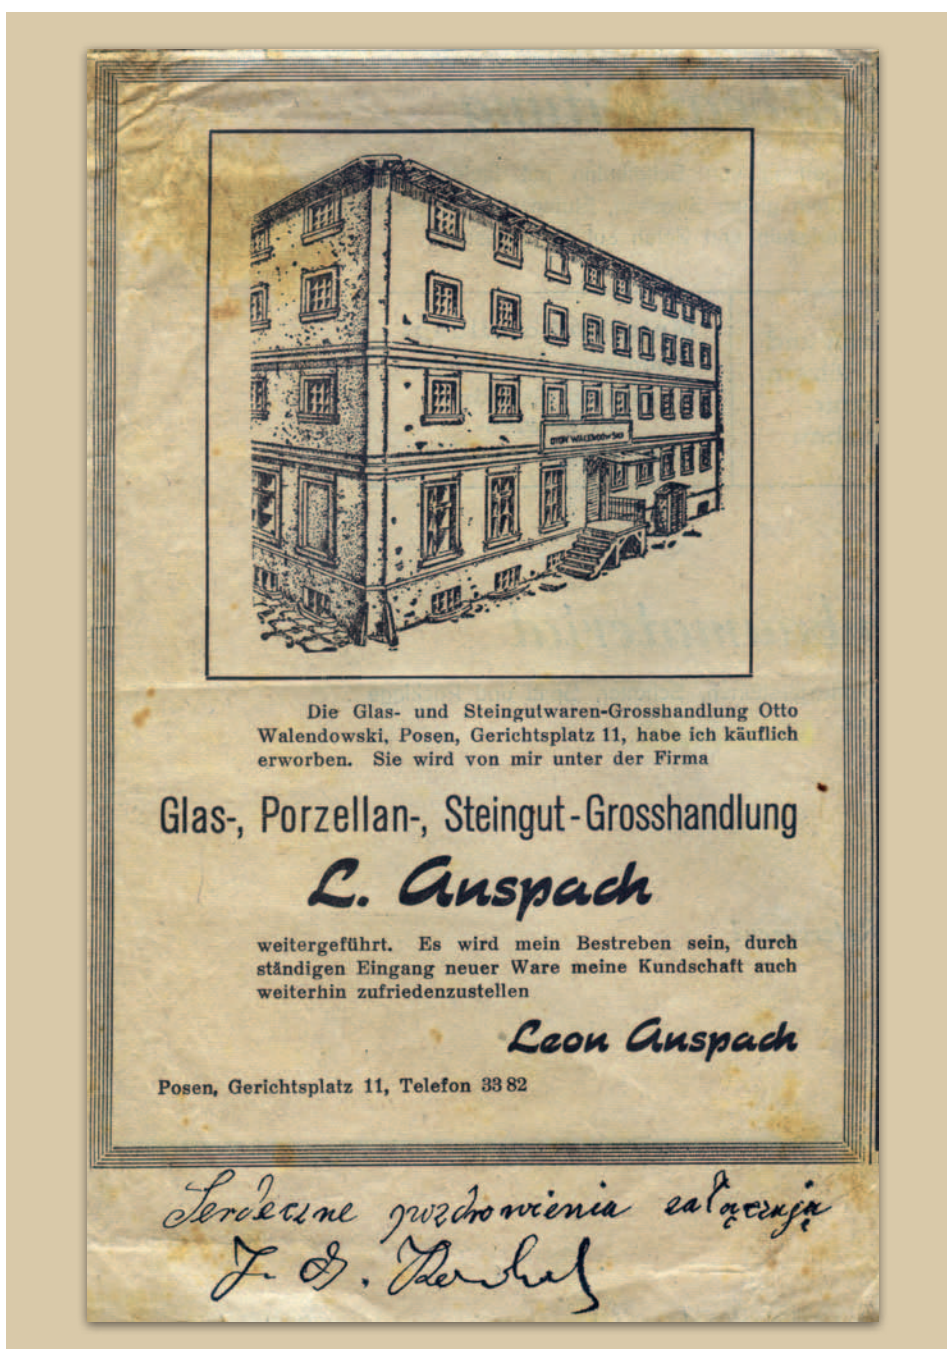 OTTO WALENDOWSKI
Die Glas- und Steingutwaren-Grosshandlung Otto
Walendowski, Posen, Gerichtsplatz 11, habe ich käuflich
erworben. Sie wird von mir unter der Firma
Glas-, Porzellan-, Steingut-Grosshandlung
L. Anspach
weitergeführt. Es wird mein Bestreben sein, durch
ständigen Eingang neuer Ware meine Kundschaft auch
weiterhin zufriedenzustellen
Leon Anspach
Posen, Gerichtsplatz 11, Telefon 33 82
Serdeczne pozdrowienia załączają